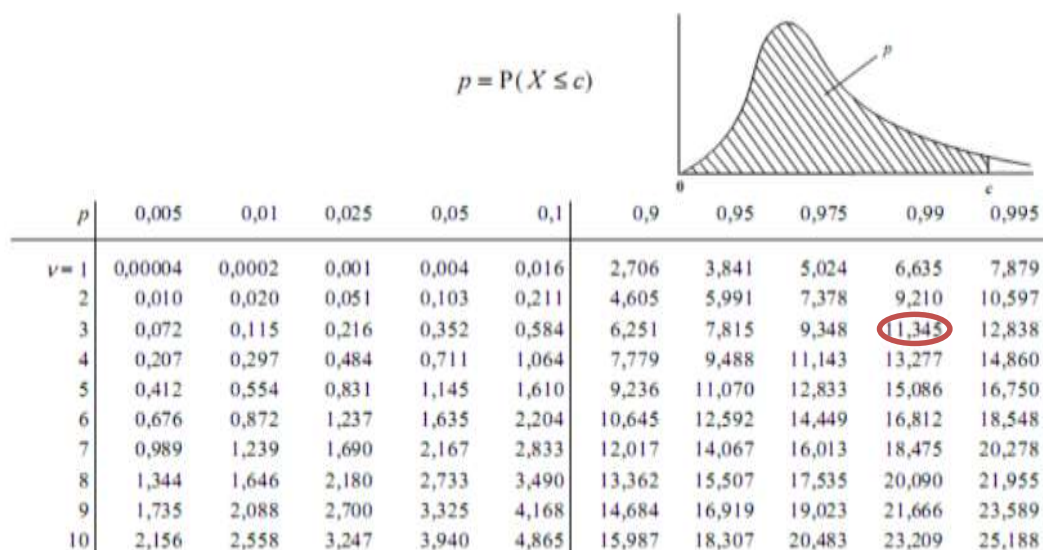 p = P( X ≤ c)
p
0
c
p 0,005 0,01 0,025 0,05 0,1 0,9 0,95 0,975 0,99 0,995
ν= 1 0,00004 0,0002 0,001 0,004 0,016 2,706 3,841 5,024 6,635 7,879
2 0,010 0,020 0,051 0,103 0,211 4,605 5,991 7,378 9,210 10,597
3 0,072 0,115 0,216 0,352 0,584 6,251 7,815 9,348 11,345 12,838
4 0,207 0,297 0,484 0,711 1,064 7,779 9,488 11,143 13,277 14,860
5 0,412 0,554 0,831 1,145 1,610 9,236 11,070 12,833 15,086 16,750
6 0,676 0,872 1,237 1,635 2,204 10,645 12,592 14,449 16,812 18,548
7 0,989 1,239 1,690 2,167 2,833 12,017 14,067 16,013 18,475 20,278
8 1,344 1,646 2,180 2,733 3,490 13,362 15,507 17,535 20,090 21,955
9 1,735 2,088 2,700 3,325 4,168 14,684 16,919 19,023 21,666 23,589
10 2,156 2,558 3,247 3,940 4,865 15,987 18,307 20,483 23,209 25,188